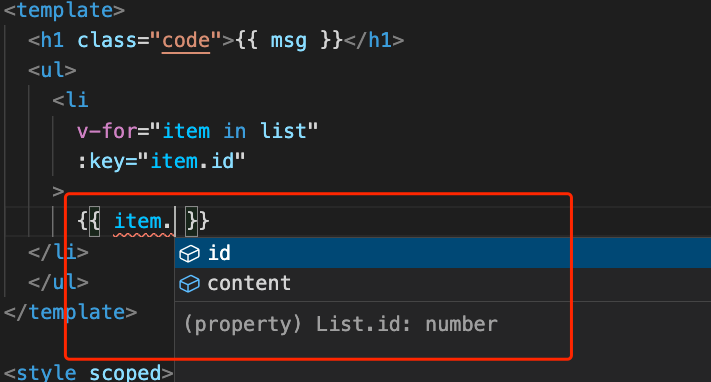 <template>
<h1 class="code">{{ msg }}</h1>
<ul>
<li
v-for="item in list"
:key="item.id"
>
{{ item. }}
id
</li>
content
</ul>
(property) List.id: number
</template>
<style scoped>